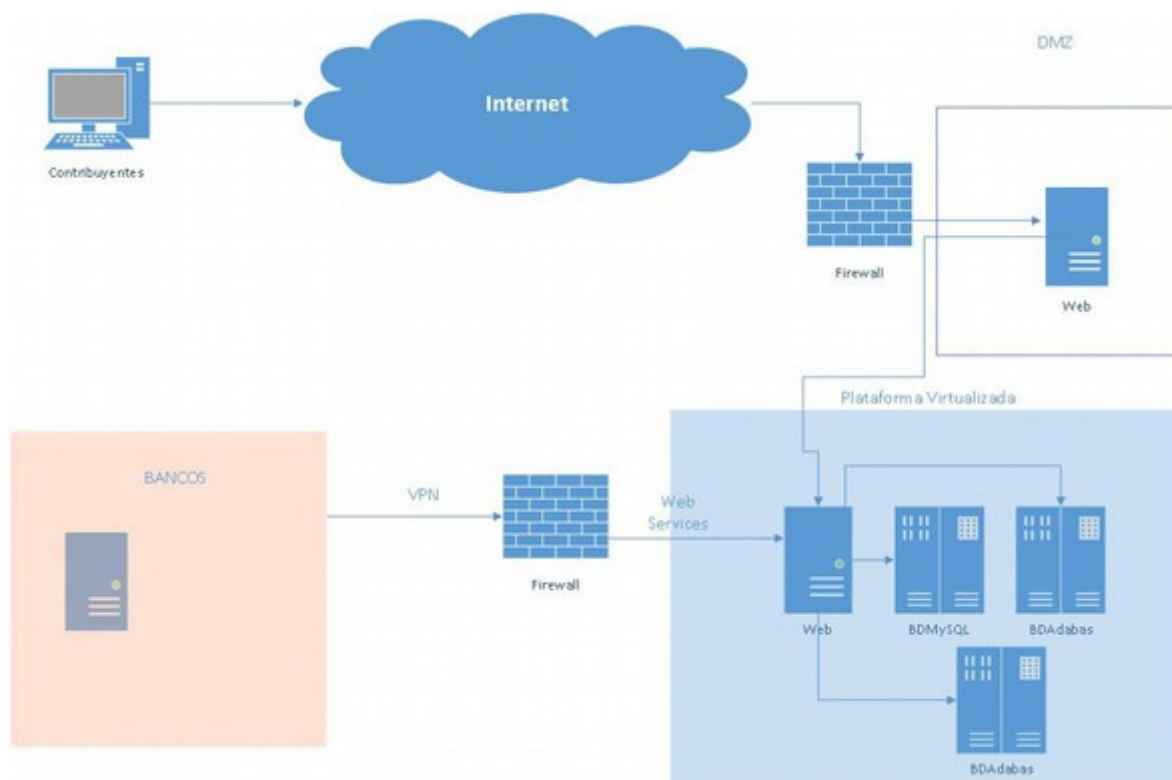 DMZ
Internet
Contribuyentes
Firewall
Web
Plataforma Virtualizada
BANCOS
VPN
Web
Services
Firewall
Web
BDMySQL
BDAdabas
BDAdabas